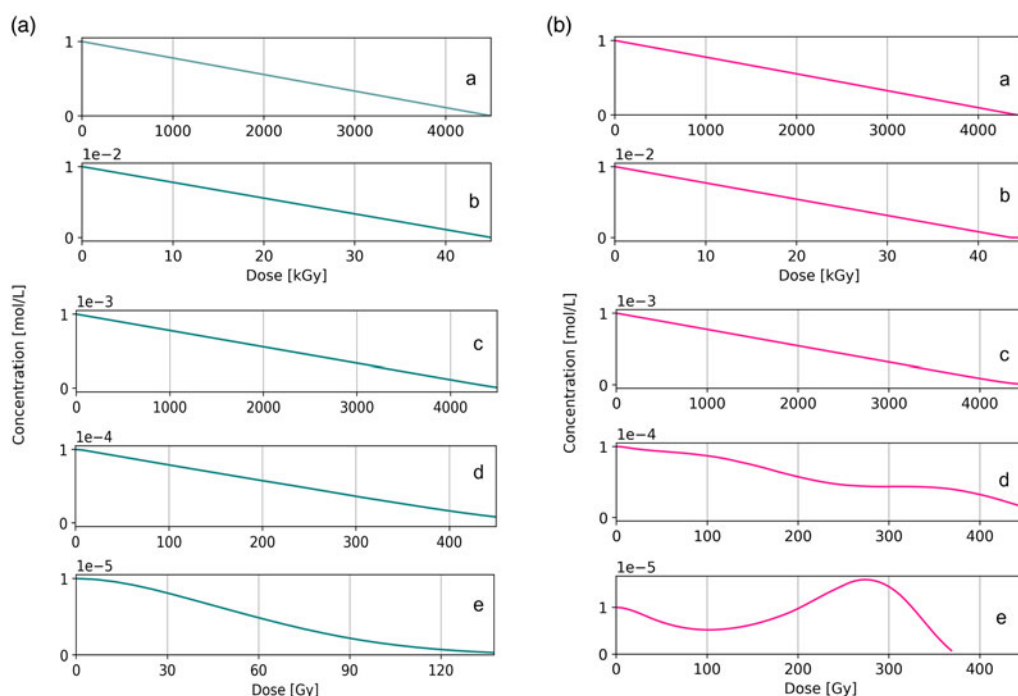 (a)
Concentration [mol/L]
1
0
a
0 1000 2000 3000 4000
1e−2
1
0
b
0 10 20 30 40
Dose [kGy]
1e−3
1
0
c
0 1000 2000 3000 4000
1e−4
1
0
d
0 100 200 300 400
1e−5
1
0
e
0 30 60 90 120
Dose [Gy]
(b)
Concentration [mol/L]
1
0
a
0 1000 2000 3000 4000
1e−2
1
0
b
0 10 20 30 40
Dose [kGy]
1e−3
1
0
c
0 1000 2000 3000 4000
1e−4
1
0
d
0 100 200 300 400
1e−5
1
0
e
0 100 200 300 400
Dose [Gy]